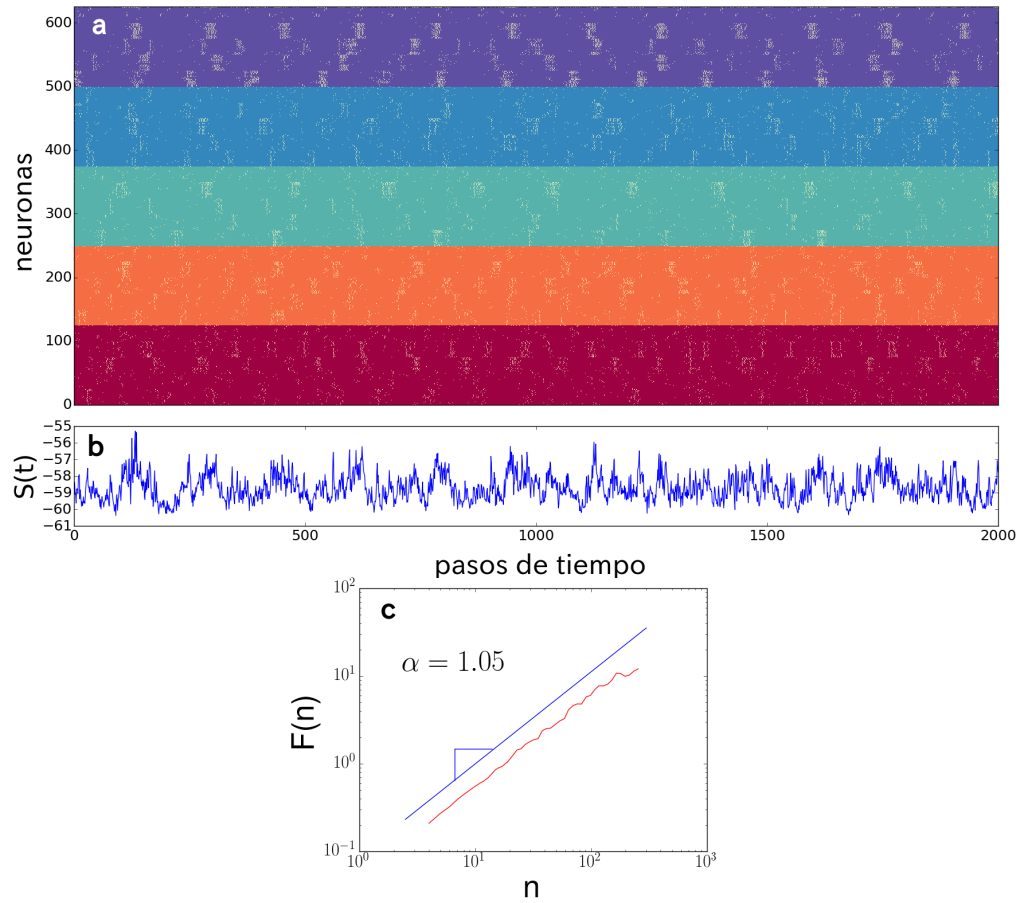 a
600
500
400
300
200
100
0
neuronas
b
−55
−56
−57
−58
−59
−60
−61
S(t)
0 500 1000 1500 2000
pasos de tiempo
c
α = 1.05
10²
10¹
10⁰
10⁻¹
F(n)
10⁰ 10¹ 10² 10³
n